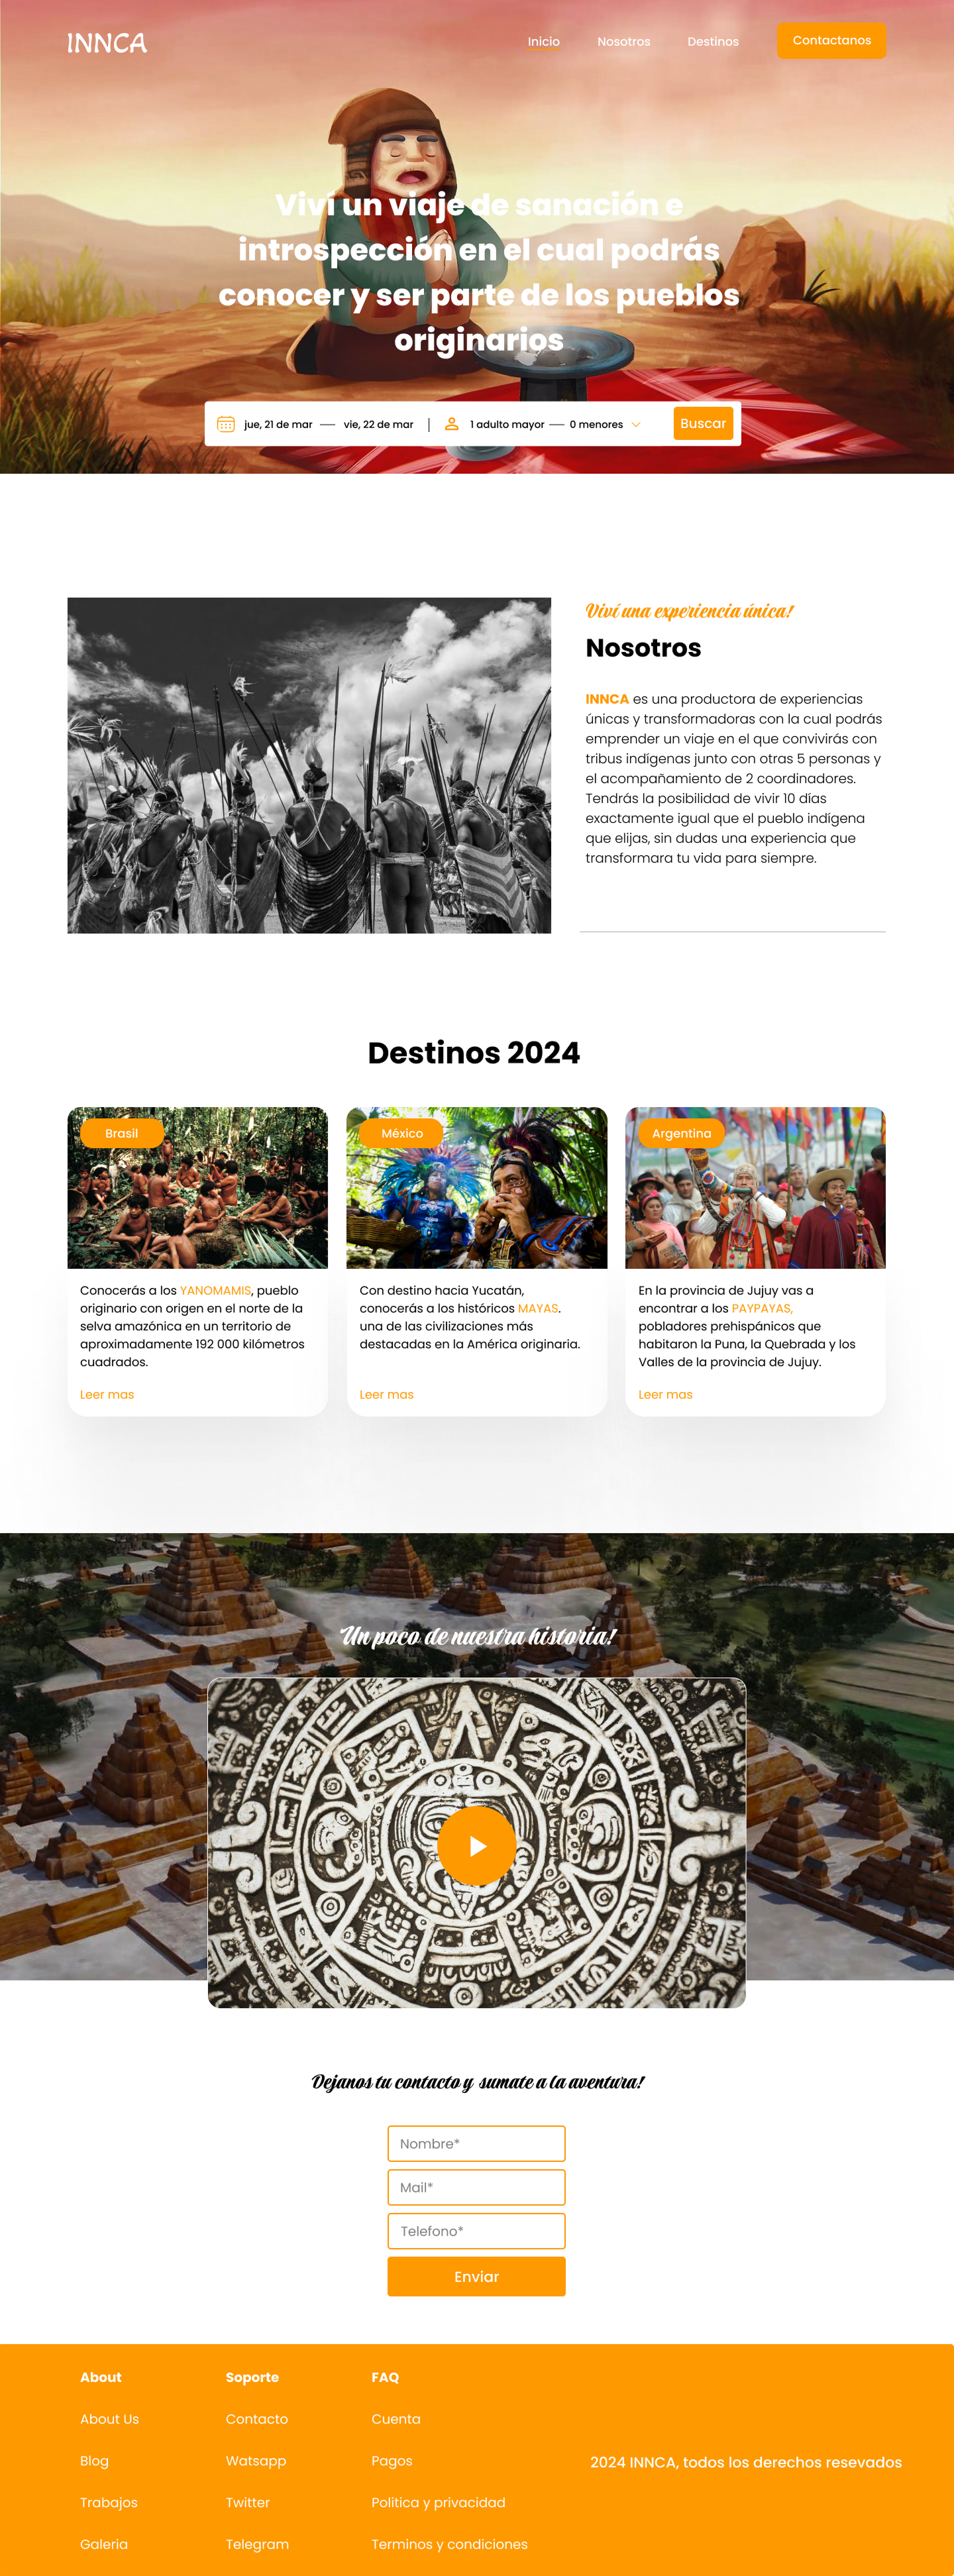 INNCA
Inicio
Nosotros
Destinos
Contactanos
Viví un viaje de sanación e
introspección en el cual podrás
conocer y ser parte de los pueblos
originarios
jue, 21 de mar — vie, 22 de mar | 1 adulto mayor — 0 menores
Buscar
Viví una experiencia única!
Nosotros
INNCA es una productora de experiencias
únicas y transformadoras con la cual podrás
emprender un viaje en el que convivirás con
tribus indígenas junto con otras 5 personas y
el acompañamiento de 2 coordinadores.
Tendrás la posibilidad de vivir 10 días
exactamente igual que el pueblo indígena
que elijas, sin dudas una experiencia que
transformara tu vida para siempre.
Destinos 2024
Brasil
Conocerás a los YANOMAMIS, pueblo
originario con origen en el norte de la
selva amazónica en un territorio de
aproximadamente 192 000 kilómetros
cuadrados.
Leer mas
México
Con destino hacia Yucatán,
conocerás a los históricos MAYAS.
una de las civilizaciones más
destacadas en la América originaria.
Leer mas
Argentina
En la provincia de Jujuy vas a
encontrar a los PAYPAYAS,
pobladores prehispánicos que
habitaron la Puna, la Quebrada y los
Valles de la provincia de Jujuy.
Leer mas
Un poco de nuestra historia!
Dejanos tu contacto y sumate a la aventura!
Nombre*
Mail*
Telefono*
Enviar
About
About Us
Blog
Trabajos
Galeria
Soporte
Contacto
Watsapp
Twitter
Telegram
FAQ
Cuenta
Pagos
Politica y privacidad
Terminos y condiciones
2024 INNCA, todos los derechos resevados